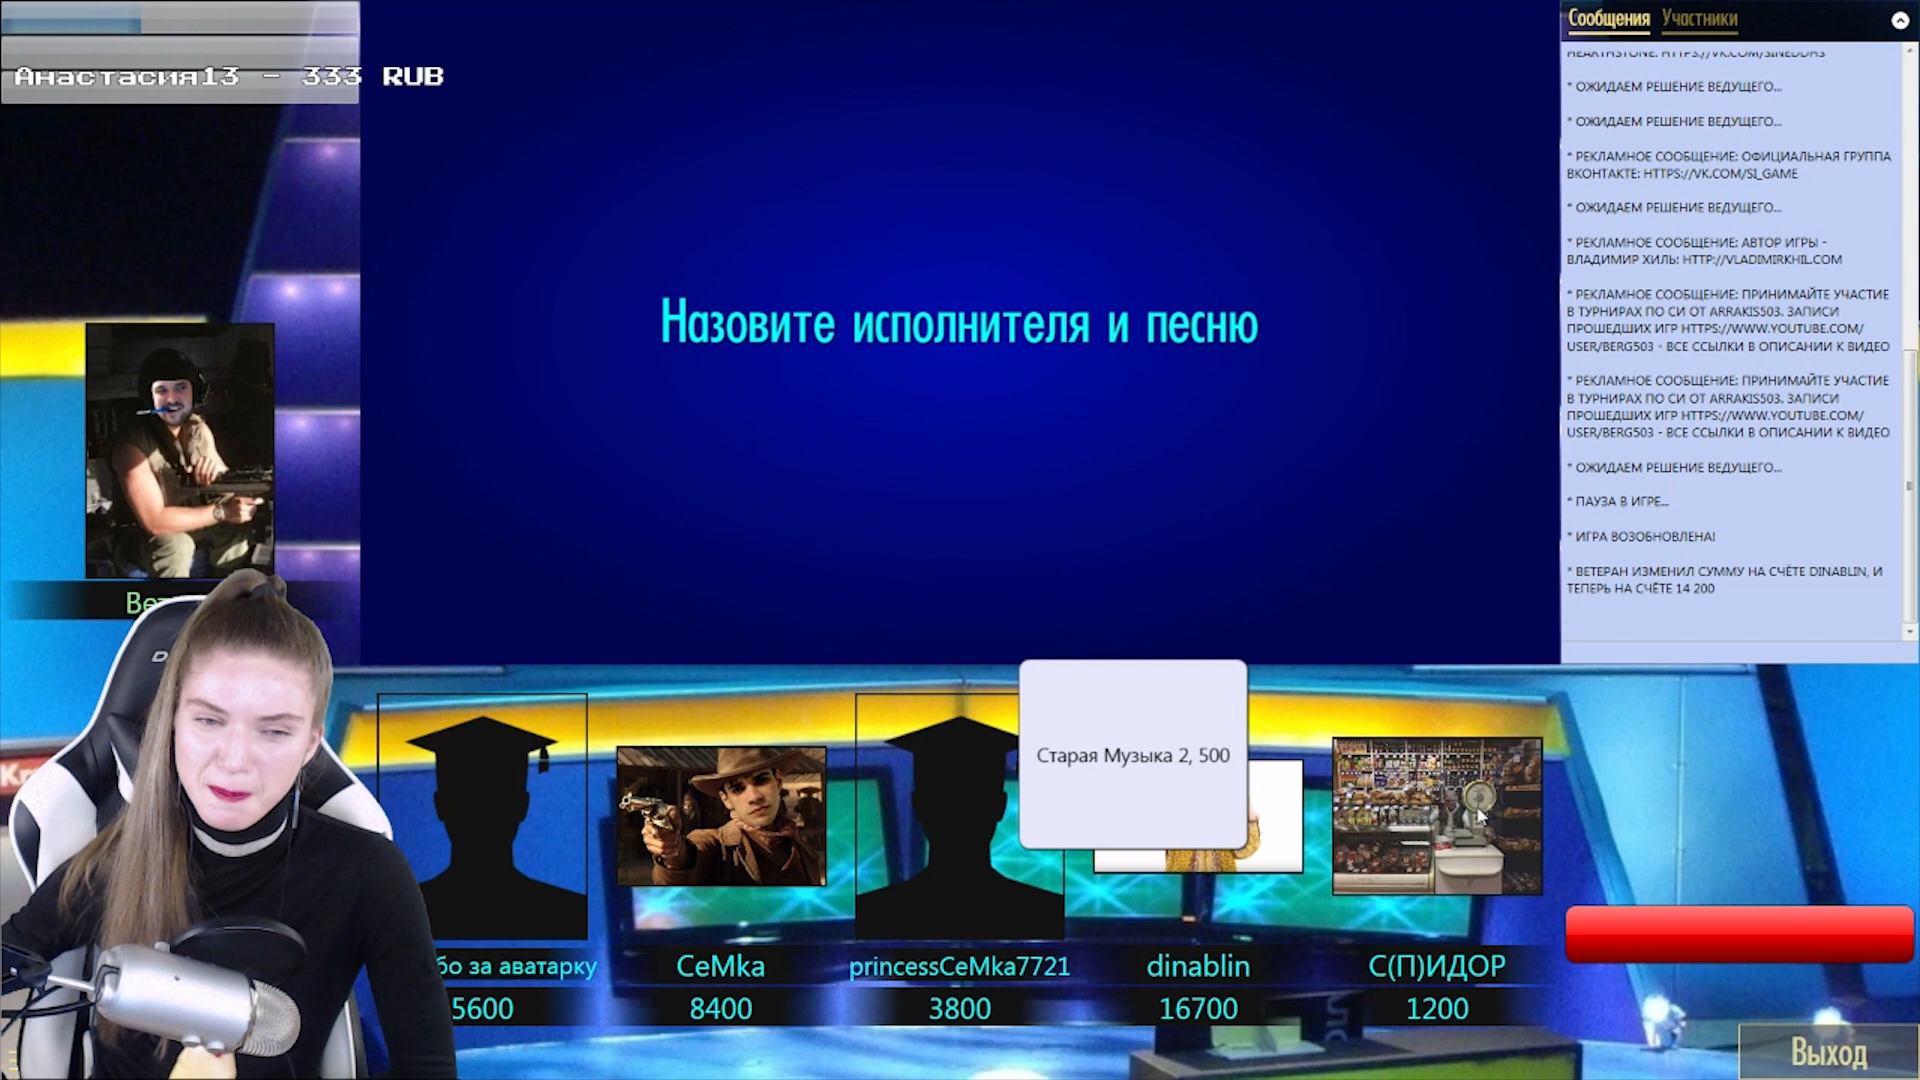 Анастасия13 - 333 RUB
Назовите исполнителя и песню
Сообщения Участники
HEARTHSTONE: HTTPS://VK.COM/SINEDDHS
* ОЖИДАЕМ РЕШЕНИЕ ВЕДУЩЕГО...
* ОЖИДАЕМ РЕШЕНИЕ ВЕДУЩЕГО...
* РЕКЛАМНОЕ СООБЩЕНИЕ: ОФИЦИАЛЬНАЯ ГРУППА
ВКОНТАКТЕ: HTTPS://VK.COM/SI_GAME
* ОЖИДАЕМ РЕШЕНИЕ ВЕДУЩЕГО...
* РЕКЛАМНОЕ СООБЩЕНИЕ: АВТОР ИГРЫ -
ВЛАДИМИР ХИЛЬ: HTTP://VLADIMIRKHIL.COM
* РЕКЛАМНОЕ СООБЩЕНИЕ: ПРИНИМАЙТЕ УЧАСТИЕ
В ТУРНИРАХ ПО СИ ОТ ARRAKIS503. ЗАПИСИ
ПРОШЕДШИХ ИГР HTTPS://WWW.YOUTUBE.COM/
USER/BERG503 - ВСЕ ССЫЛКИ В ОПИСАНИИ К ВИДЕО
* РЕКЛАМНОЕ СООБЩЕНИЕ: ПРИНИМАЙТЕ УЧАСТИЕ
В ТУРНИРАХ ПО СИ ОТ ARRAKIS503. ЗАПИСИ
ПРОШЕДШИХ ИГР HTTPS://WWW.YOUTUBE.COM/
USER/BERG503 - ВСЕ ССЫЛКИ В ОПИСАНИИ К ВИДЕО
* ОЖИДАЕМ РЕШЕНИЕ ВЕДУЩЕГО...
* ПАУЗА В ИГРЕ...
* ИГРА ВОЗОБНОВЛЕНА!
* ВЕТЕРАН ИЗМЕНИЛ СУММУ НА СЧЁТЕ DINABLIN, И
ТЕПЕРЬ НА СЧЁТЕ 14 200
Старая Музыка 2, 500
бо за аватарку CeMka princessCeMka7721 dinablin С(П)ИДОР
5600 8400 3800 16700 1200
Выход